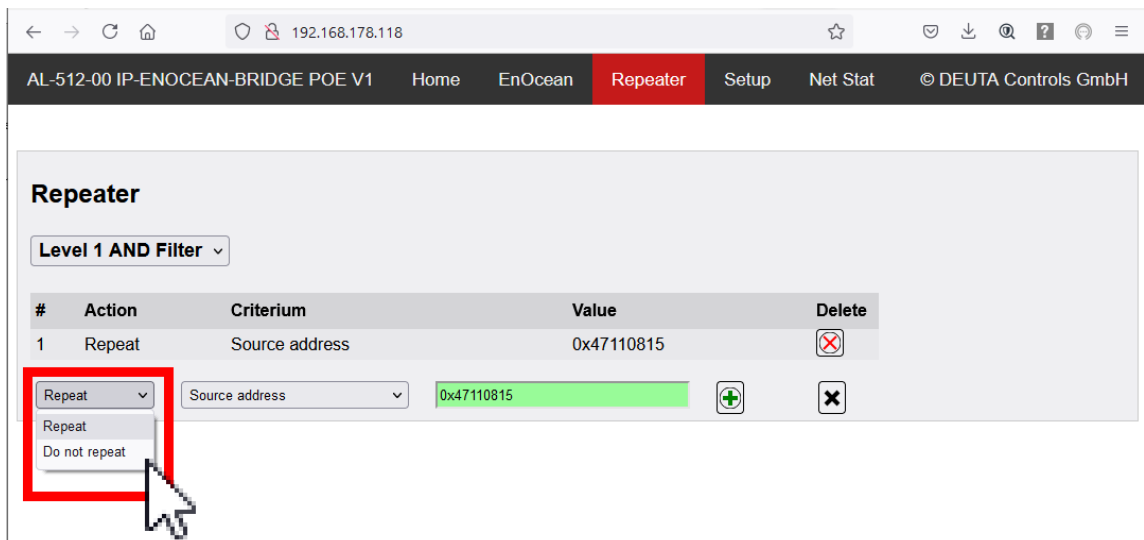 192.168.178.118
AL-512-00 IP-ENOCEAN-BRIDGE POE V1 Home EnOcean Repeater Setup Net Stat © DEUTA Controls GmbH
Repeater
Level 1 AND Filter
# Action Criterium Value Delete
1 Repeat Source address 0x47110815
Repeat Source address 0x47110815
Repeat
Do not repeat